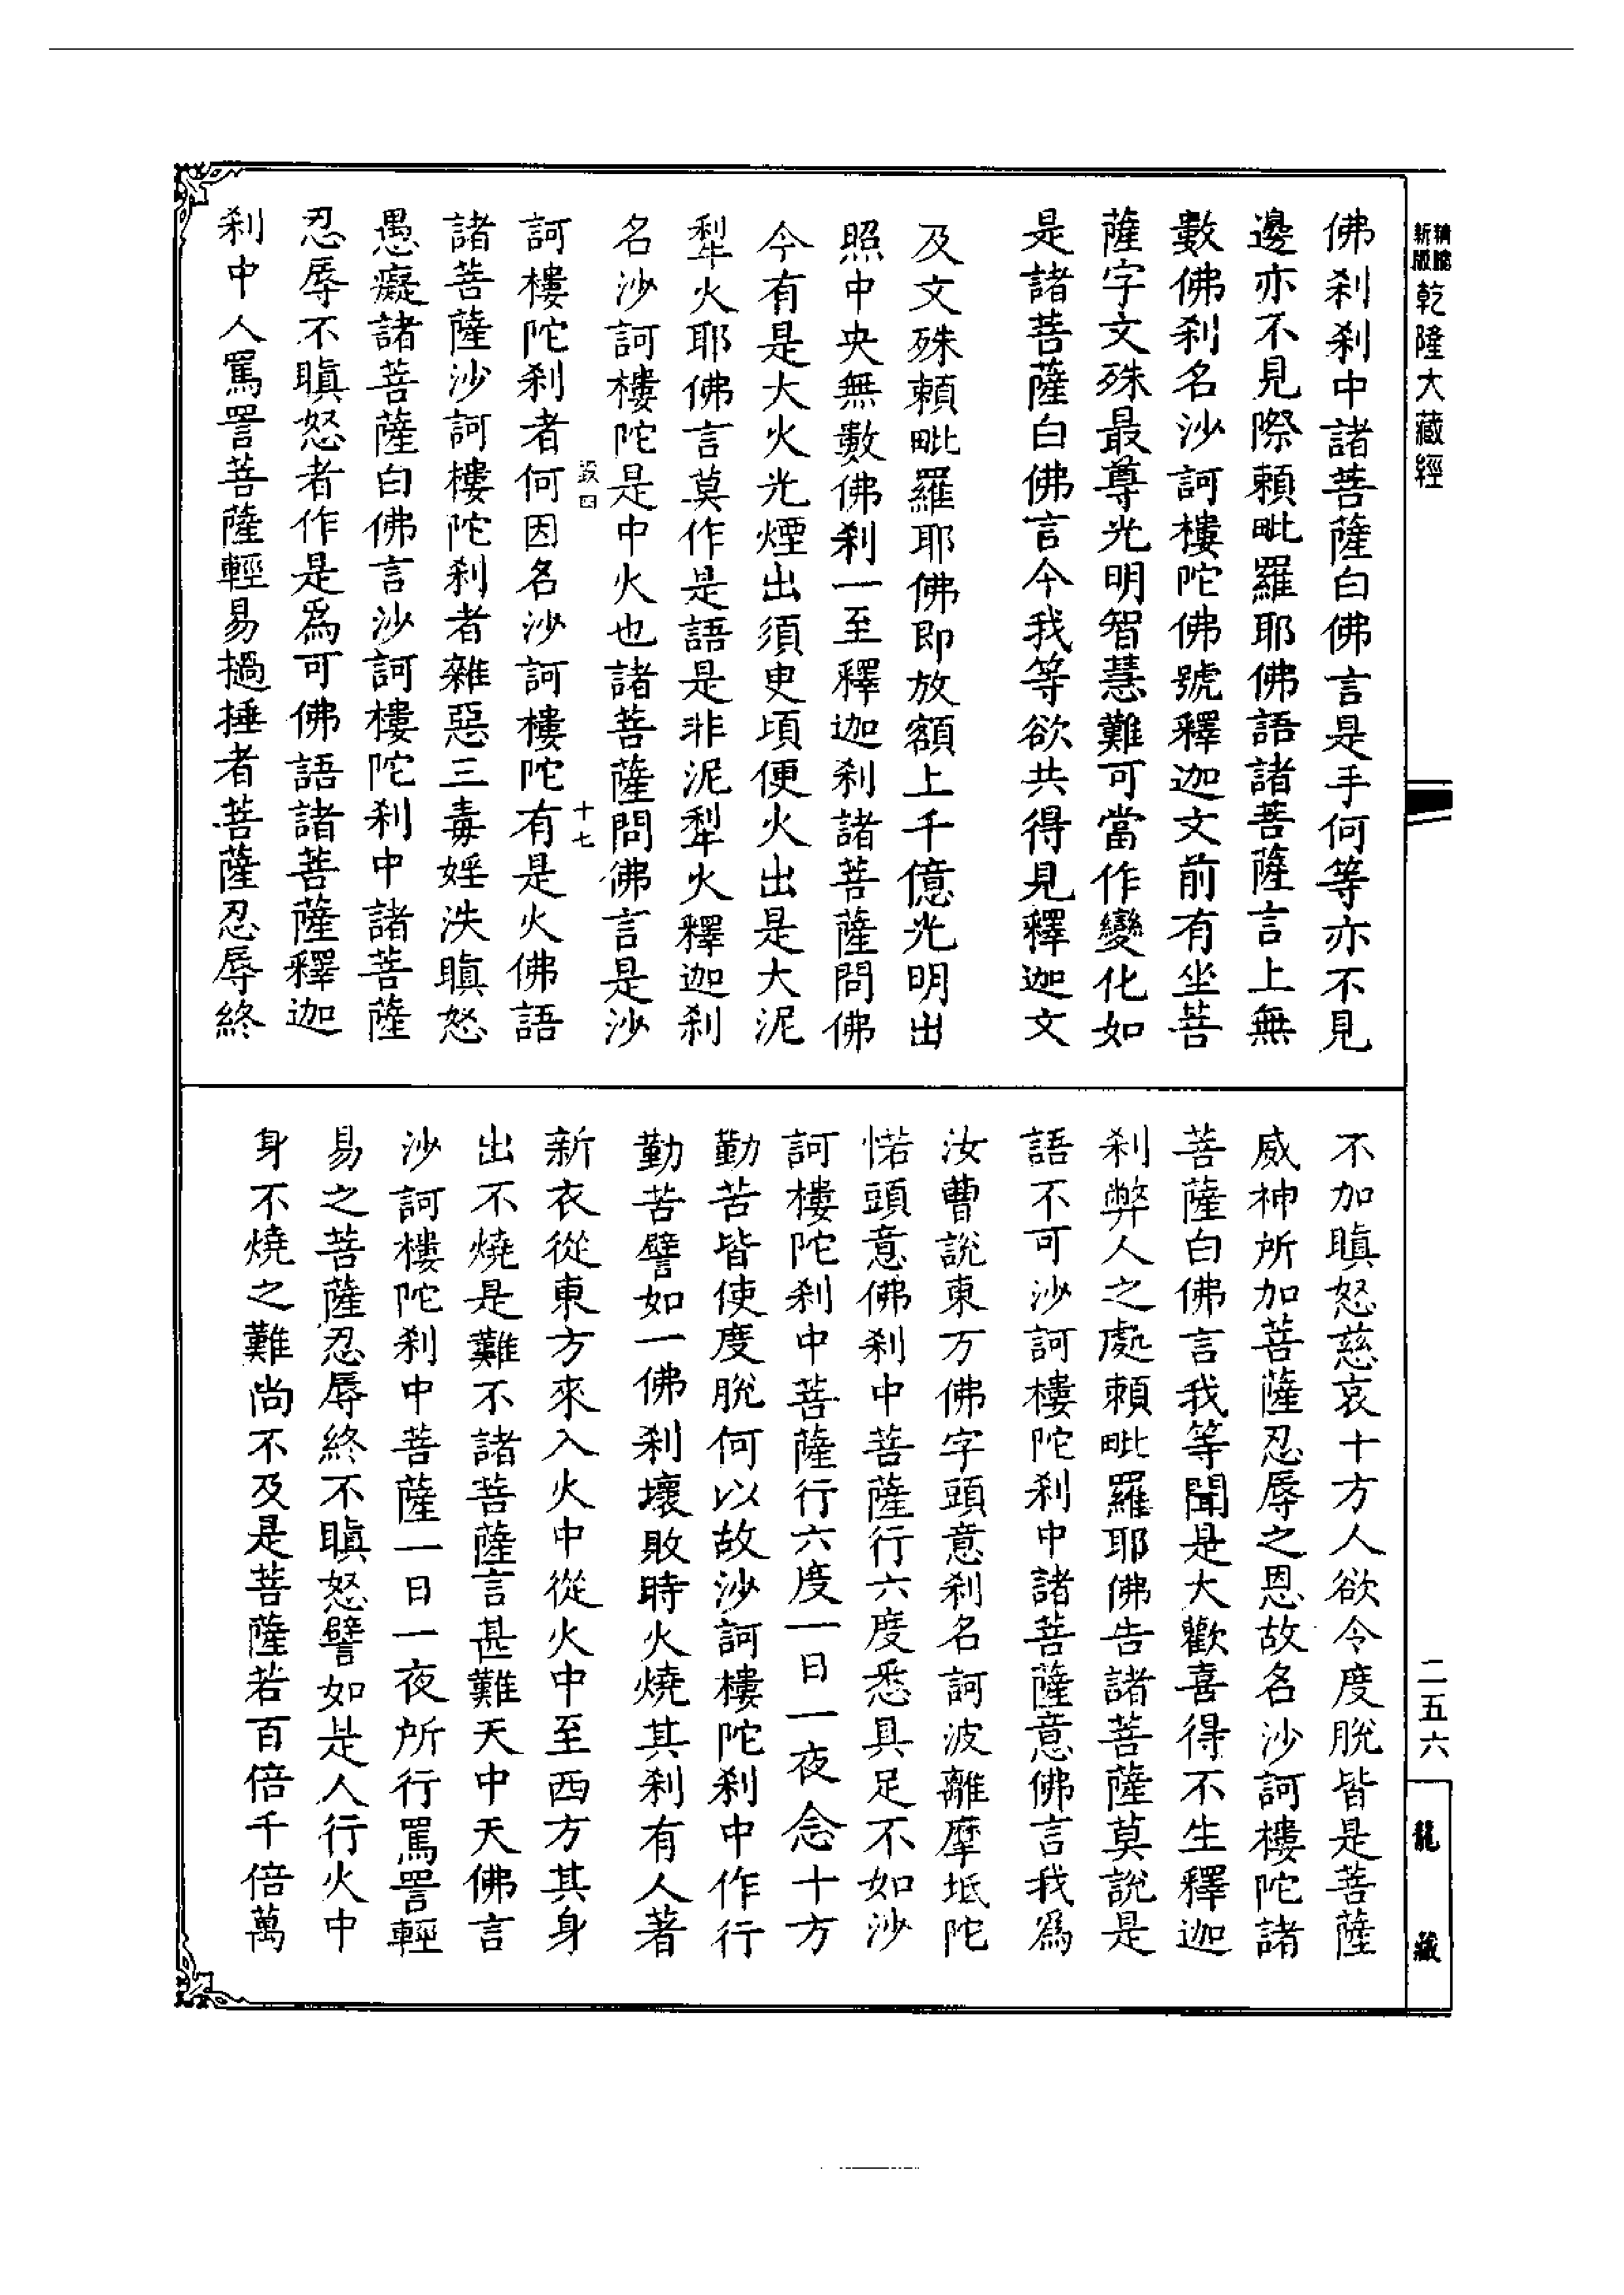 精縮新版乾隆大藏經
二五六
龍藏
佛剎剎中諸菩薩白佛言是手何等亦不見
邊亦不見際賴毗羅耶佛語諸菩薩言上無
數佛剎名沙訶樓陀佛號釋迦文前有坐菩
薩字文殊最尊光明智慧難可當作變化如
是諸菩薩白佛言今我等欲共得見釋迦文
及文殊賴毗羅耶佛即放額上千億光明出
照中央無數佛剎一至釋迦剎諸菩薩問佛
今有是大火光煙出須臾頃便火出是大泥
犁火耶佛言莫作是語是非泥犁火釋迦剎
名沙訶樓陀是中火也諸菩薩問佛言是沙
設四 十七
訶樓陀剎者何因名沙訶樓陀有是火佛語
諸菩薩沙訶樓陀剎者雜惡三毒婬泆瞋怒
愚癡諸菩薩白佛言沙訶樓陀剎中諸菩薩
忍辱不瞋怒者作是爲可佛語諸菩薩釋迦
剎中人罵詈菩薩輕易撾捶者菩薩忍辱終
不加瞋怒慈哀十方人欲令度脫皆是菩薩
威神所加菩薩忍辱之恩故名沙訶樓陀諸
菩薩白佛言我等聞是大歡喜得不生釋迦
剎弊人之處賴毗羅耶佛告諸菩薩莫說是
語不可沙訶樓陀剎中諸菩薩意佛言我爲
汝曹說東方佛字頭意剎名訶波離摩坻陀
惝頭意佛剎中菩薩行六度悉具足不如沙
訶樓陀剎中菩薩行六度一日一夜念十方
勤苦皆使度脫何以故沙訶樓陀剎中作行
勤苦譬如一佛剎壞敗時火燒其剎有人著
新衣從東方來入火中從火中至西方其身
出不燒是難不諸菩薩言甚難天中天佛言
沙訶樓陀剎中菩薩一日一夜所行罵詈輕
易之菩薩忍辱終不瞋怒譬如是人行火中
身不燒之難尚不及是菩薩若百倍千倍萬